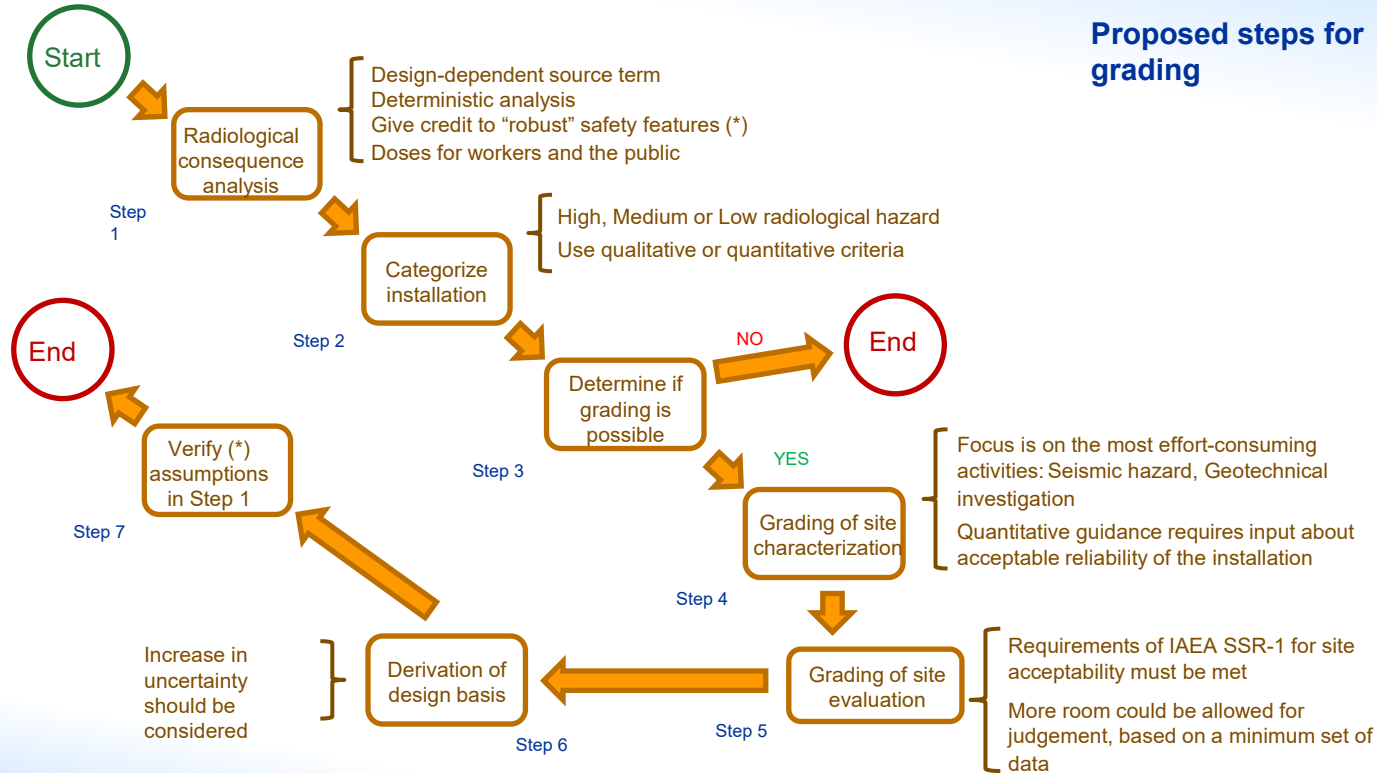 Proposed steps for
grading
Start
Radiological
consequence
analysis
Step
1
Design-dependent source term
Deterministic analysis
Give credit to “robust” safety features (*)
Doses for workers and the public
Categorize
installation
Step 2
High, Medium or Low radiological hazard
Use qualitative or quantitative criteria
Determine if
grading is
possible
Step 3
NO
End
YES
Grading of site
characterization
Step 4
Focus is on the most effort-consuming
activities: Seismic hazard, Geotechnical
investigation
Quantitative guidance requires input about
acceptable reliability of the installation
Grading of site
evaluation
Step 5
Requirements of IAEA SSR-1 for site
acceptability must be met
More room could be allowed for
judgement, based on a minimum set of
data
Derivation of
design basis
Step 6
Increase in
uncertainty
should be
considered
Verify (*)
assumptions
in Step 1
Step 7
End